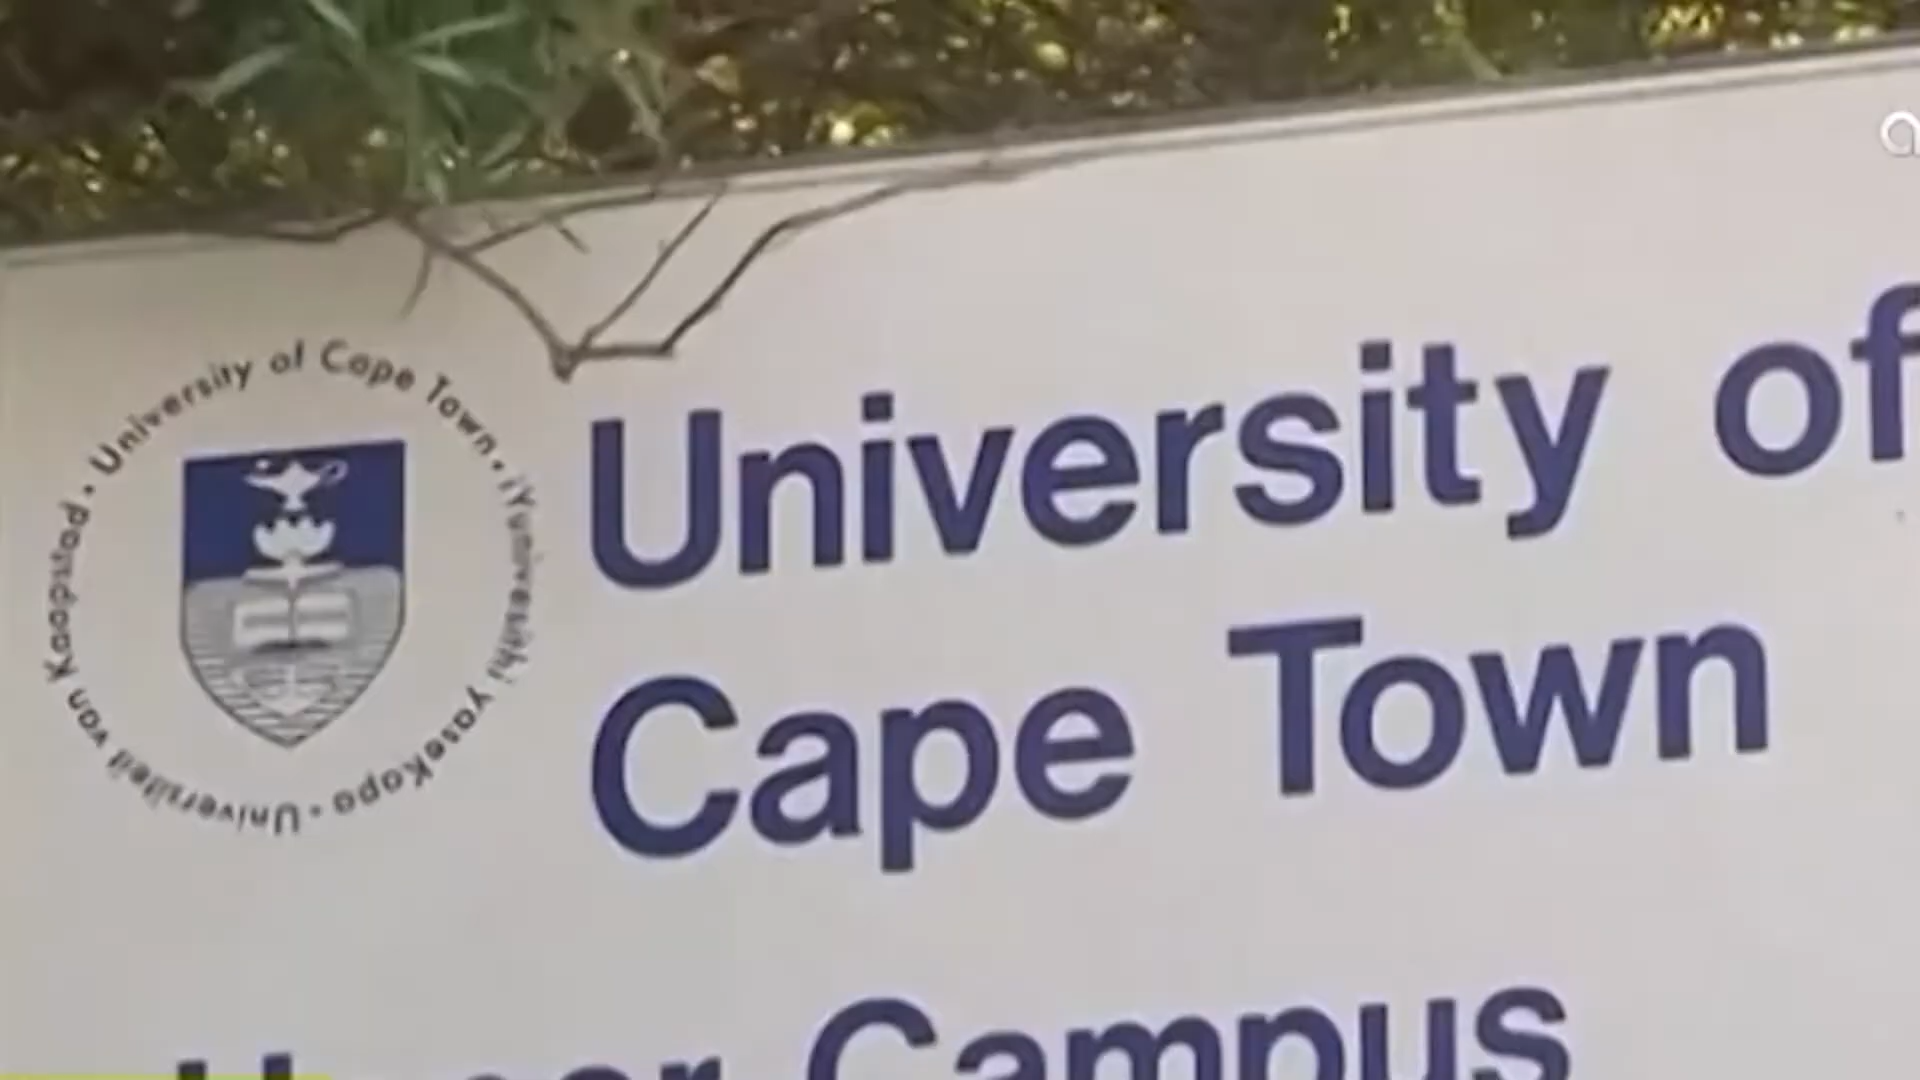 University of Cape Town • iYunivesithi yaseKapa • Universiteit van Kaapstad •
University of
Cape Town
Upper Campus